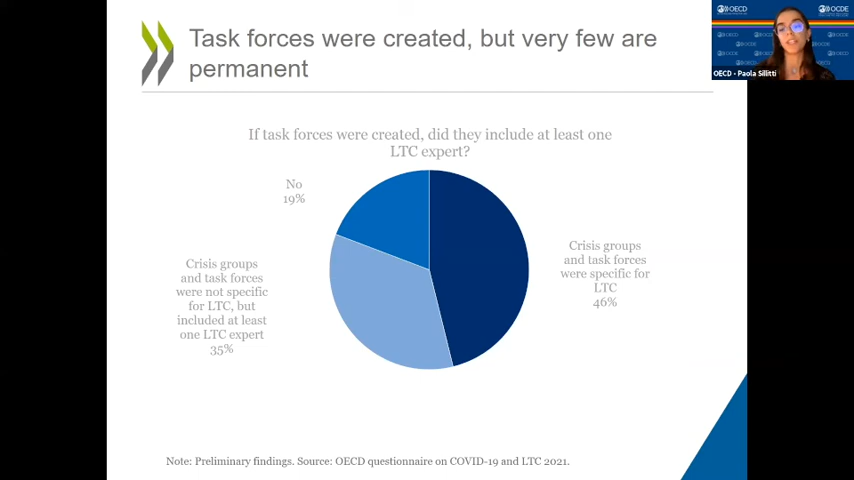 Task forces were created, but very few are
permanent
If task forces were created, did they include at least one
LTC expert?
No
19%
Crisis groups
and task forces
were specific for
LTC
46%
Crisis groups
and task forces
were not specific
for LTC, but
included at least
one LTC expert
35%
Note: Preliminary findings. Source: OECD questionnaire on COVID-19 and LTC 2021.
OECD
OCDE
OECD - Paola Sillitti